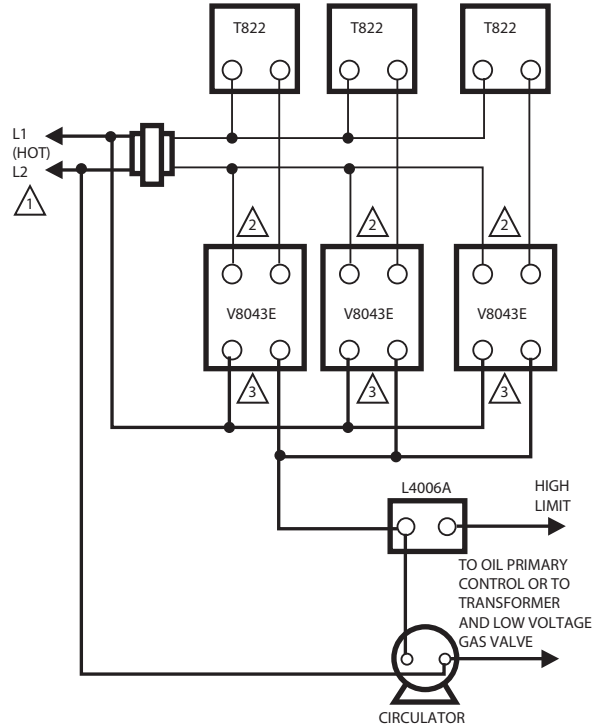 T822
T822
T822
L1
(HOT)
L2
1
2
2
2
V8043E
V8043E
V8043E
3
3
3
L4006A
HIGH
LIMIT
TO OIL PRIMARY
CONTROL OR TO
TRANSFORMER
AND LOW VOLTAGE
GAS VALVE
CIRCULATOR